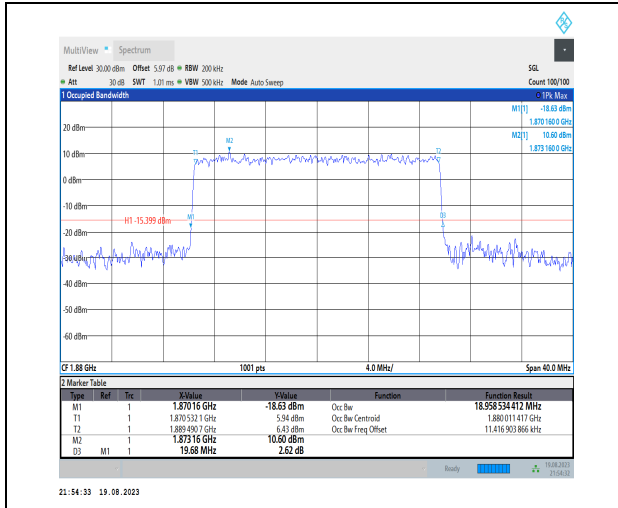 MultiView Spectrum
Ref Level 30.00 dBm Offset 5.97 dB RBW 200 kHz SGL
Att 30 dB SWT 1.01 ms VBW 500 kHz Mode Auto Sweep Count 100/100
1 Occupied Bandwidth 1Pk Max
M1[1] -18.63 dBm
1.870 160 0 GHz
M2[1] 10.60 dBm
1.873 160 0 GHz
20 dBm
M2
10 dBm
T1 T2
0 dBm
-10 dBm
M1 D3
H1 -15.399 dBm
-20 dBm
-30 dBm
-40 dBm
-50 dBm
-60 dBm
CF 1.88 GHz 1001 pts 4.0 MHz/ Span 40.0 MHz
2 Marker Table
Type Ref Trc X-Value Y-Value Function Function Result
M1 1 1.87016 GHz -18.63 dBm Occ Bw 18.958 534 412 MHz
T1 1 1.870 532 1 GHz 5.94 dBm Occ Bw Centroid 1.880 011 417 GHz
T2 1 1.889 490 7 GHz 6.43 dBm Occ Bw Freq Offset 11.416 903 866 kHz
M2 1 1.87316 GHz 10.60 dBm
D3 M1 1 19.68 MHz 2.62 dB
Ready 19.08.2023
21:54:33
21:54:33 19.08.2023